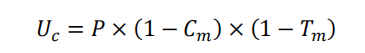 U_c = P × (1 − C_m) × (1 − T_m)